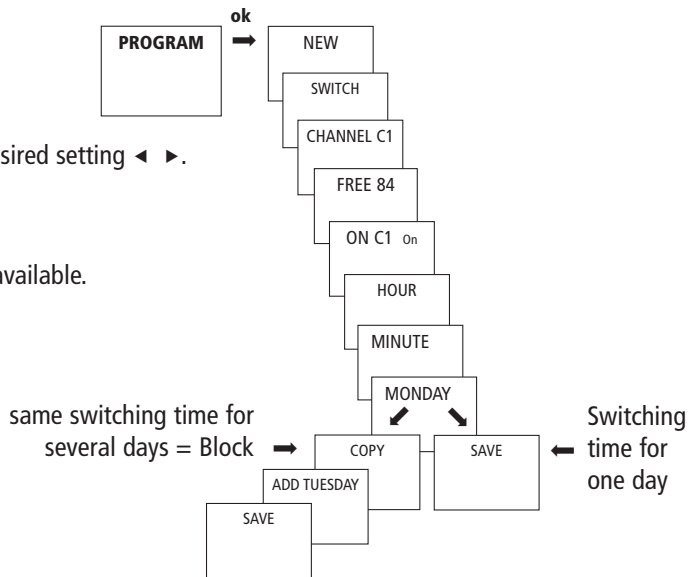 ok
PROGRAM
NEW
SWITCH
CHANNEL C1
sired setting ◄ ►.
FREE 84
ON C1 On
available.
HOUR
MINUTE
MONDAY
same switching time for
several days = Block
COPY
SAVE
Switching
time for
one day
ADD TUESDAY
SAVE